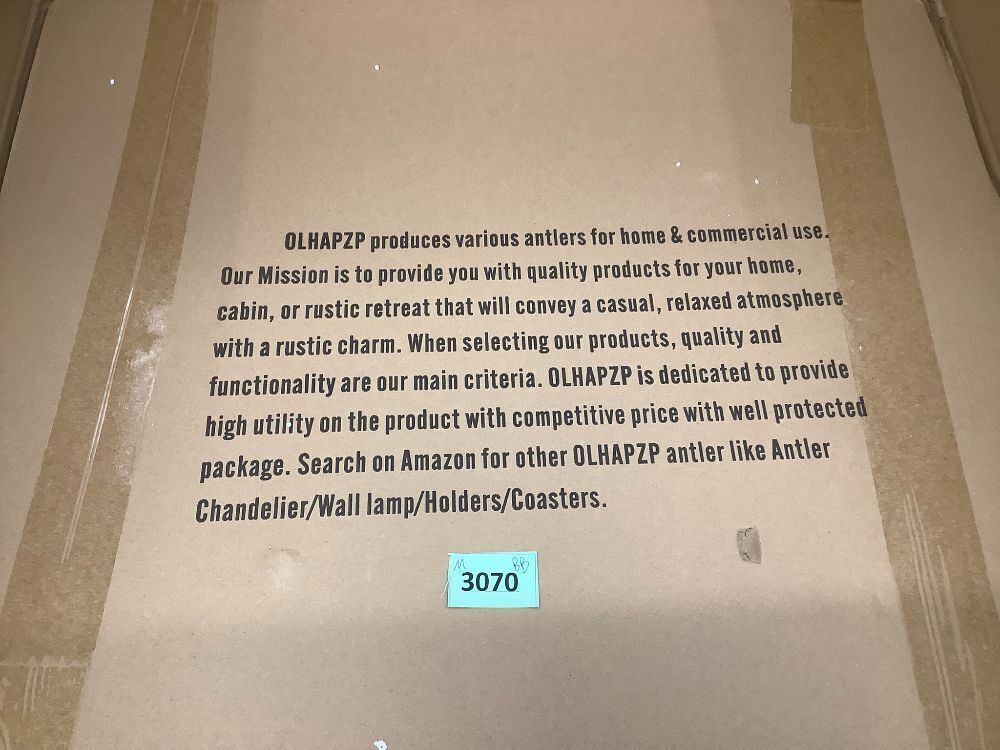 OLHAPZP produces various antlers for home & commercial use.
Our Mission is to provide you with quality products for your home,
cabin, or rustic retreat that will convey a casual, relaxed atmosphere
with a rustic charm. When selecting our products, quality and
functionality are our main criteria. OLHAPZP is dedicated to provide
high utility on the product with competitive price with well protected
package. Search on Amazon for other OLHAPZP antler like Antler
Chandelier/Wall lamp/Holders/Coasters.
M BB
3070